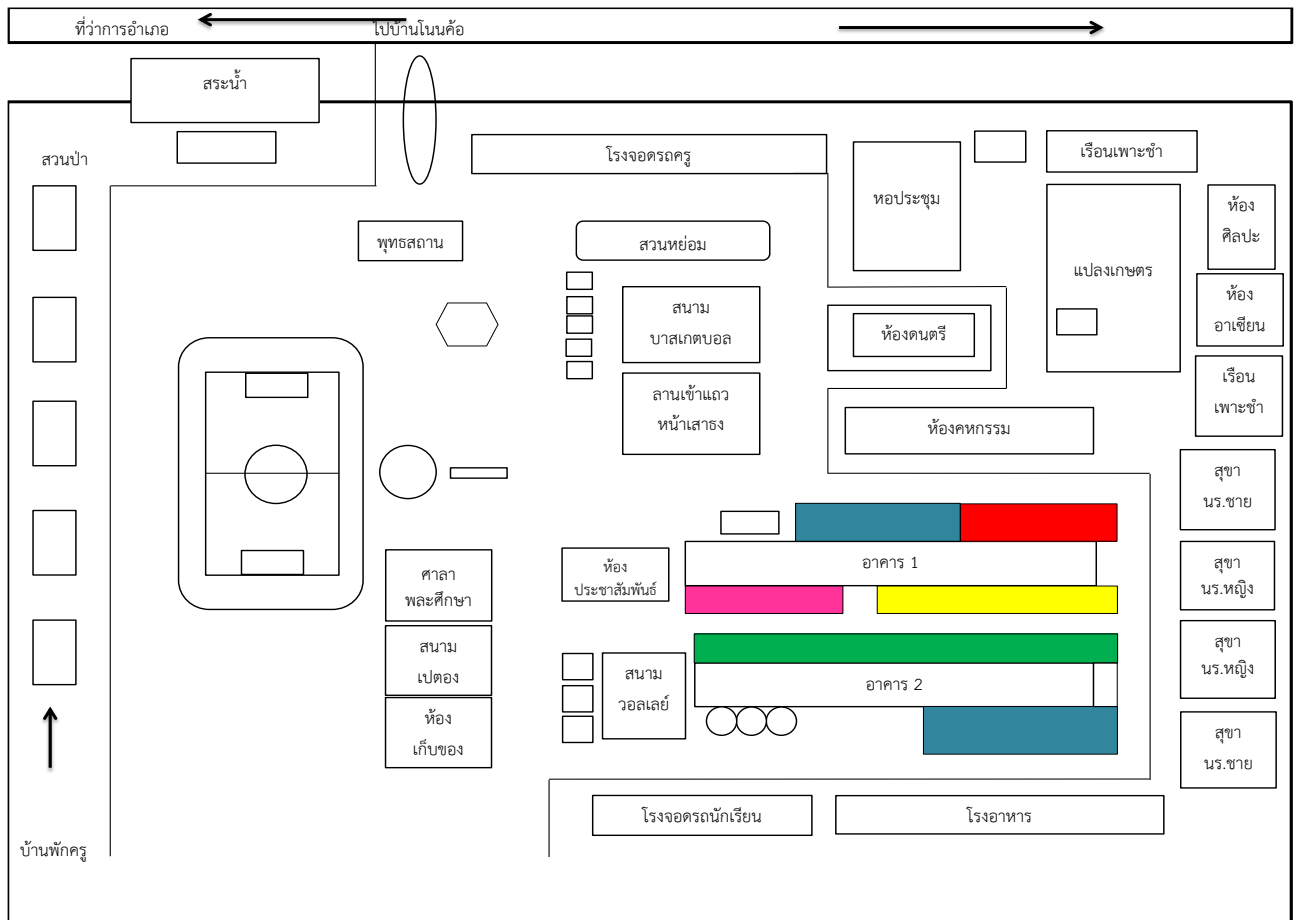 ที่ว่าการอำเภอ
ไปบ้านโนนค้อ
สระน้ำ
สวนป่า
โรงจอดรถครู
หอประชุม
เรือนเพาะชำ
พุทธสถาน
สวนหย่อม
ห้อง
ศิลปะ
แปลงเกษตร
สนาม
บาสเกตบอล
ห้องดนตรี
ห้อง
อาเซียน
ลานเข้าแถว
หน้าเสาธง
เรือน
เพาะชำ
ห้องคหกรรม
สุขา
นร.ชาย
อาคาร 1
ห้อง
ประชาสัมพันธ์
ศาลา
พละศึกษา
สุขา
นร.หญิง
สนาม
เปตอง
สนาม
วอลเลย์
อาคาร 2
สุขา
นร.หญิง
ห้อง
เก็บของ
สุขา
นร.ชาย
โรงจอดรถนักเรียน
โรงอาหาร
บ้านพักครู